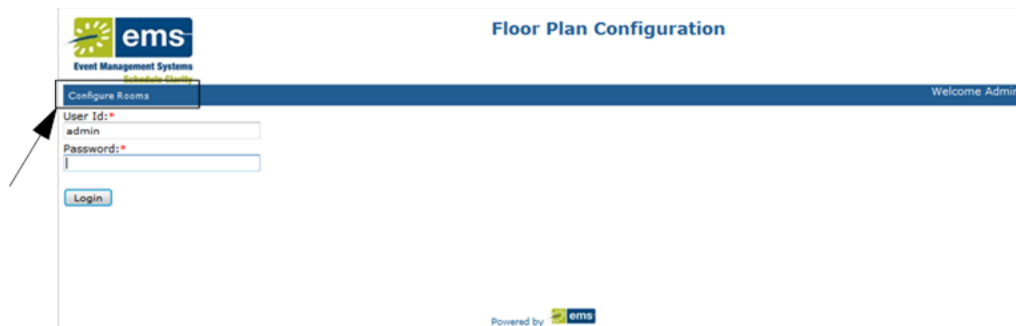 ems
Event Management Systems
Schedule Clarity
Floor Plan Configuration
Configure Rooms
Welcome Admin
User Id:*
admin
Password:*
Login
Powered by ems